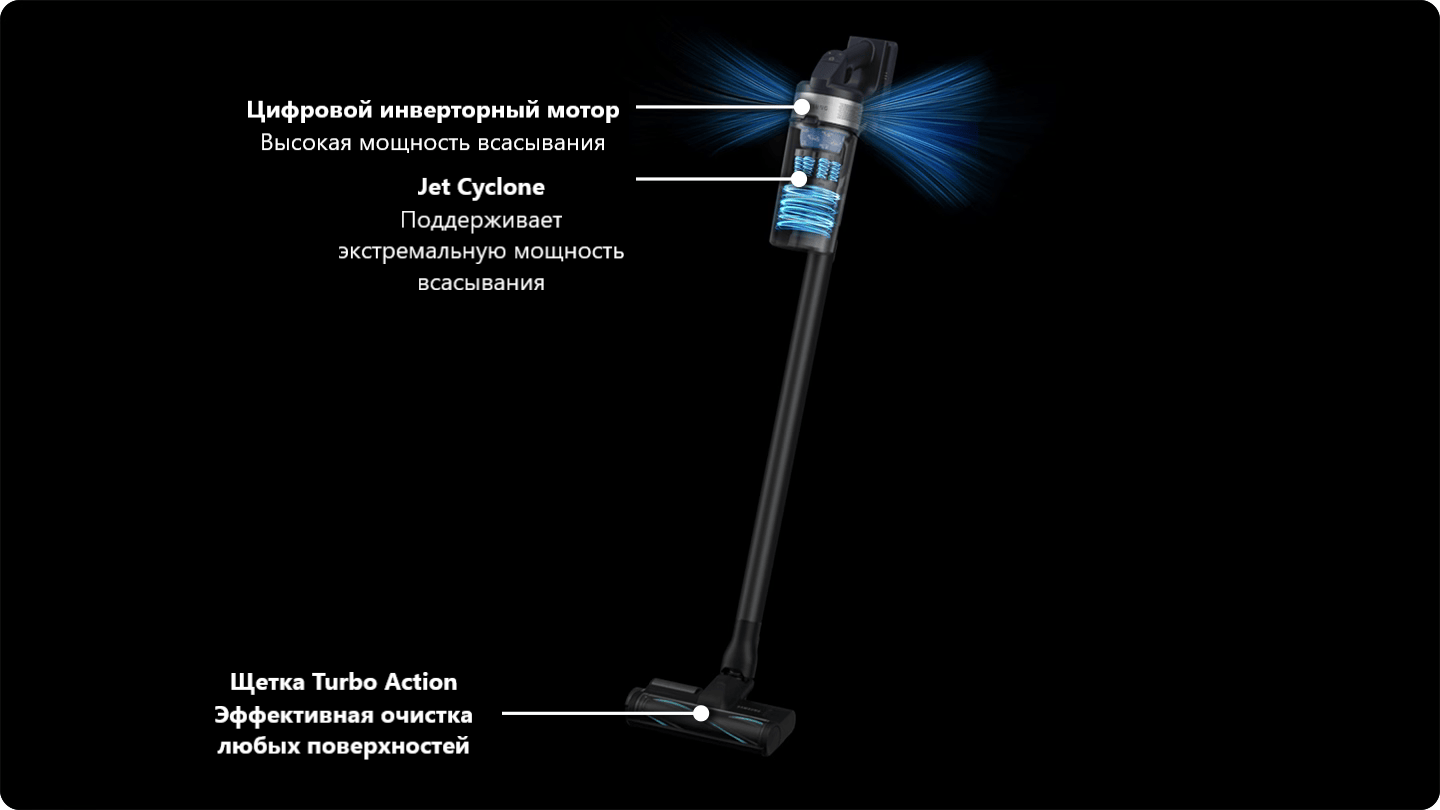 Цифровой инверторный мотор
Высокая мощность всасывания
Jet Cyclone
Поддерживает
экстремальную мощность
всасывания
Щетка Turbo Action
Эффективная очистка
любых поверхностей